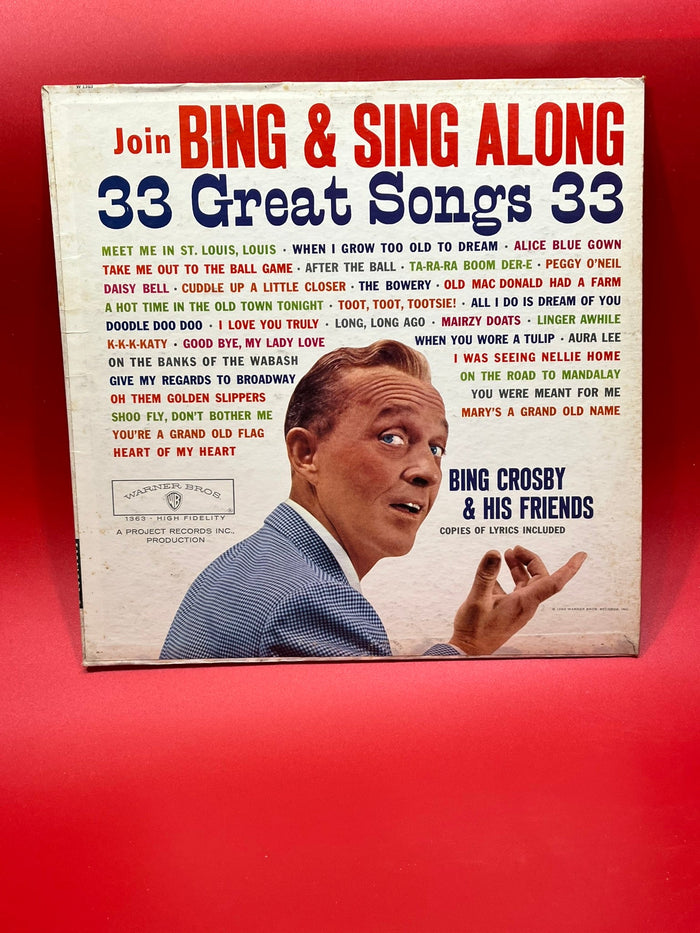 W 1363
Join BING & SING ALONG
33 Great Songs 33
MEET ME IN ST. LOUIS, LOUIS · WHEN I GROW TOO OLD TO DREAM · ALICE BLUE GOWN
TAKE ME OUT TO THE BALL GAME · AFTER THE BALL · TA-RA-RA BOOM DER-E · PEGGY O'NEIL
DAISY BELL · CUDDLE UP A LITTLE CLOSER · THE BOWERY · OLD MAC DONALD HAD A FARM
A HOT TIME IN THE OLD TOWN TONIGHT · TOOT, TOOT, TOOTSIE! · ALL I DO IS DREAM OF YOU
DOODLE DOO DOO · I LOVE YOU TRULY · LONG, LONG AGO · MAIRZY DOATS · LINGER AWHILE
K-K-K-KATY · GOOD BYE, MY LADY LOVE
WHEN YOU WORE A TULIP · AURA LEE
ON THE BANKS OF THE WABASH
I WAS SEEING NELLIE HOME
GIVE MY REGARDS TO BROADWAY
ON THE ROAD TO MANDALAY
OH THEM GOLDEN SLIPPERS
YOU WERE MEANT FOR ME
SHOO FLY, DON'T BOTHER ME
MARY'S A GRAND OLD NAME
YOU'RE A GRAND OLD FLAG
HEART OF MY HEART
BING CROSBY
& HIS FRIENDS
COPIES OF LYRICS INCLUDED
WARNER BROS.
WB
®
1363 - HIGH FIDELITY
A PROJECT RECORDS INC.,
PRODUCTION
© 1960 WARNER BROS. RECORDS, INC.